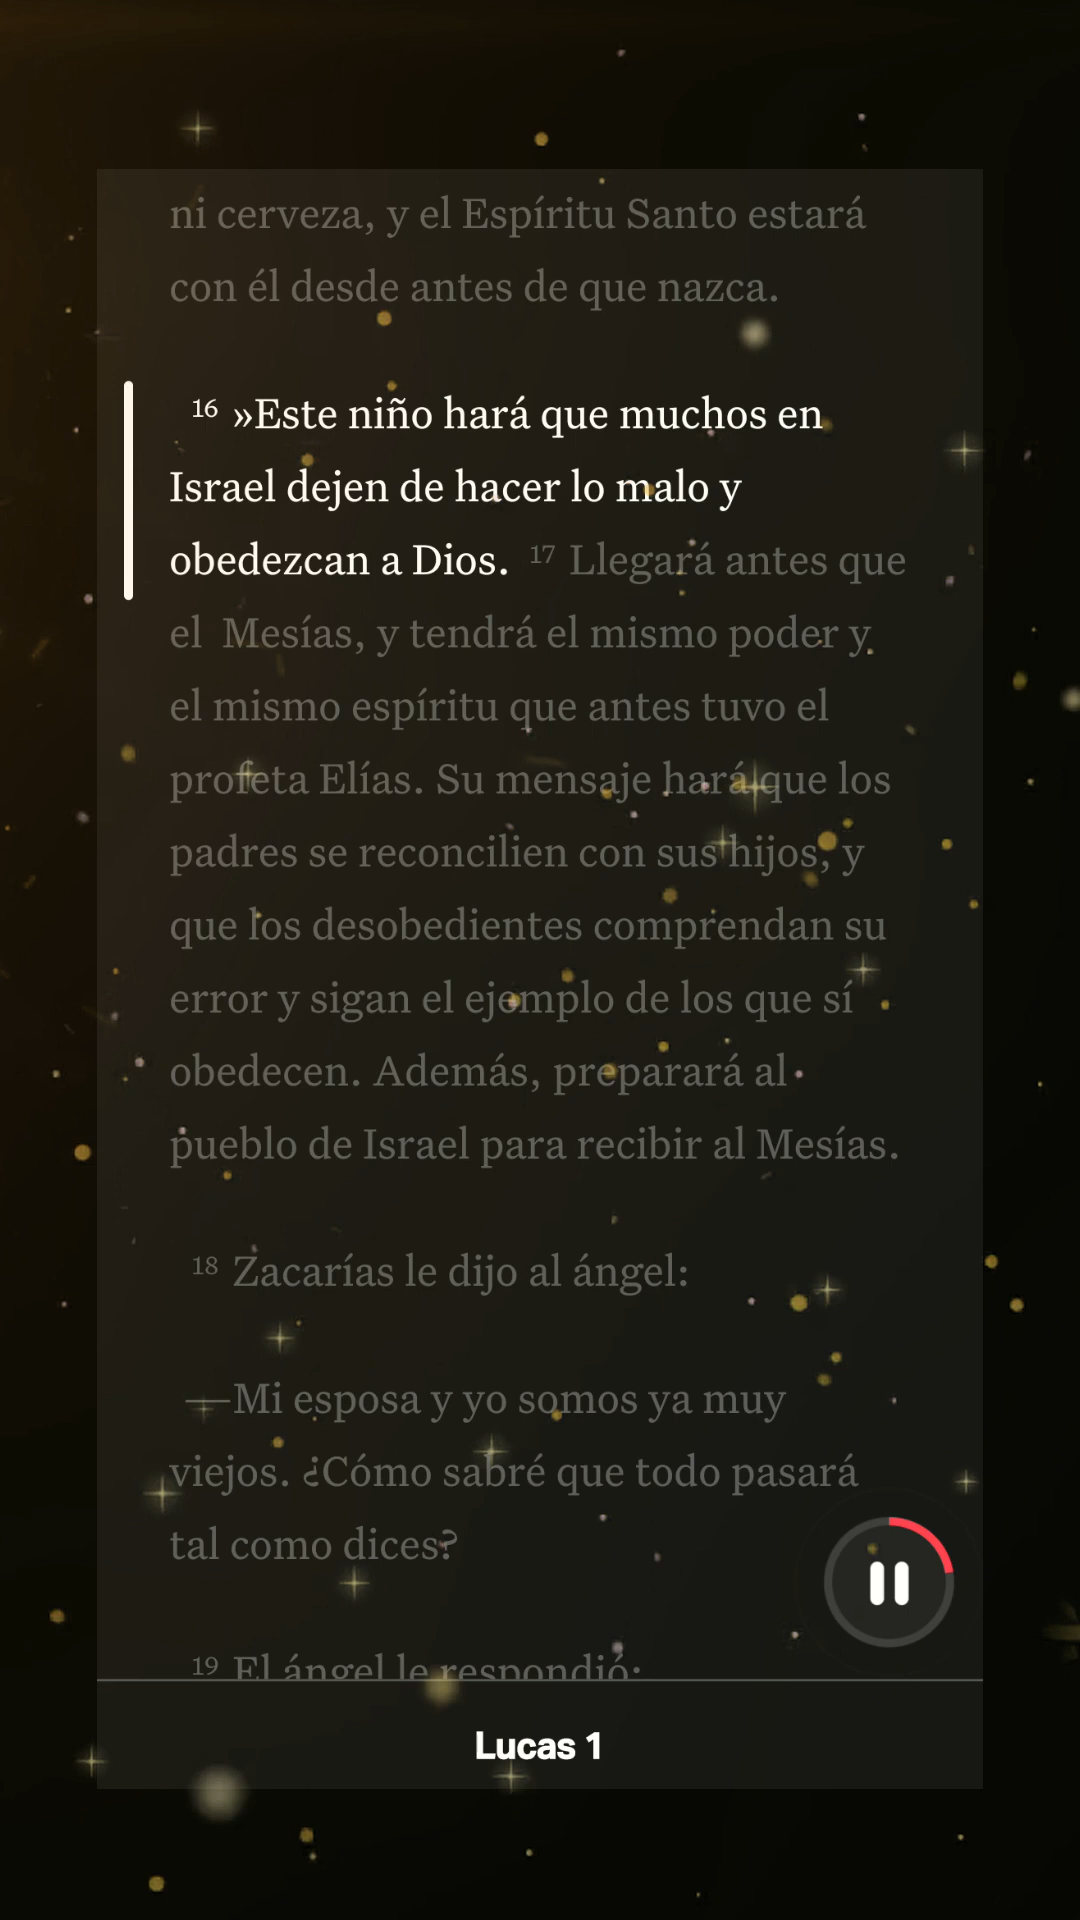 ni cerveza, y el Espíritu Santo estará
con él desde antes de que nazca.
16 »Este niño hará que muchos en
Israel dejen de hacer lo malo y
obedezcan a Dios. 17 Llegará antes que
el Mesías, y tendrá el mismo poder y
el mismo espíritu que antes tuvo el
profeta Elías. Su mensaje hará que los
padres se reconcilien con sus hijos, y
que los desobedientes comprendan su
error y sigan el ejemplo de los que sí
obedecen. Además, preparará al
pueblo de Israel para recibir al Mesías.
18 Zacarías le dijo al ángel:
—Mi esposa y yo somos ya muy
viejos. ¿Cómo sabré que todo pasará
tal como dices?
19 El ángel le respondió:
Lucas 1